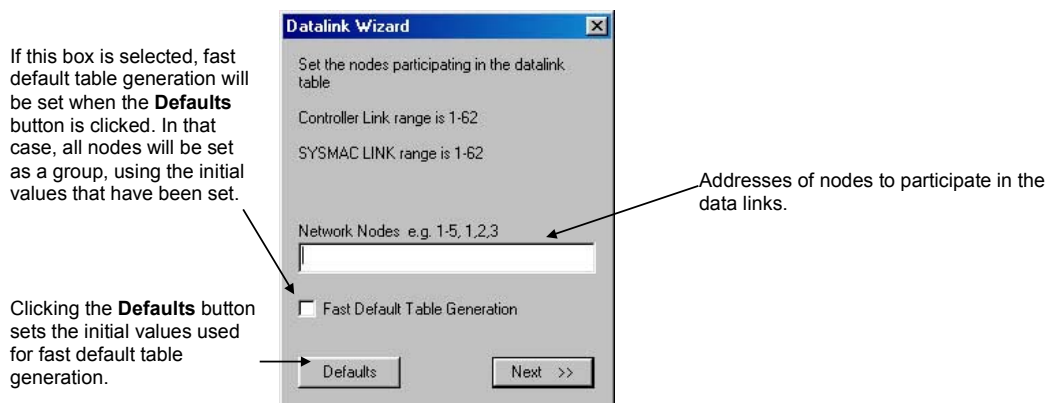 If this box is selected, fast
default table generation will
be set when the Defaults
button is clicked. In that
case, all nodes will be set
as a group, using the initial
values that have been set.
Clicking the Defaults button
sets the initial values used
for fast default table
generation.
Datalink Wizard
Set the nodes participating in the datalink
table
Controller Link range is 1-62
SYSMAC LINK range is 1-62
Network Nodes e.g. 1-5, 1,2,3
Fast Default Table Generation
Defaults
Next >>
Addresses of nodes to participate in the
data links.